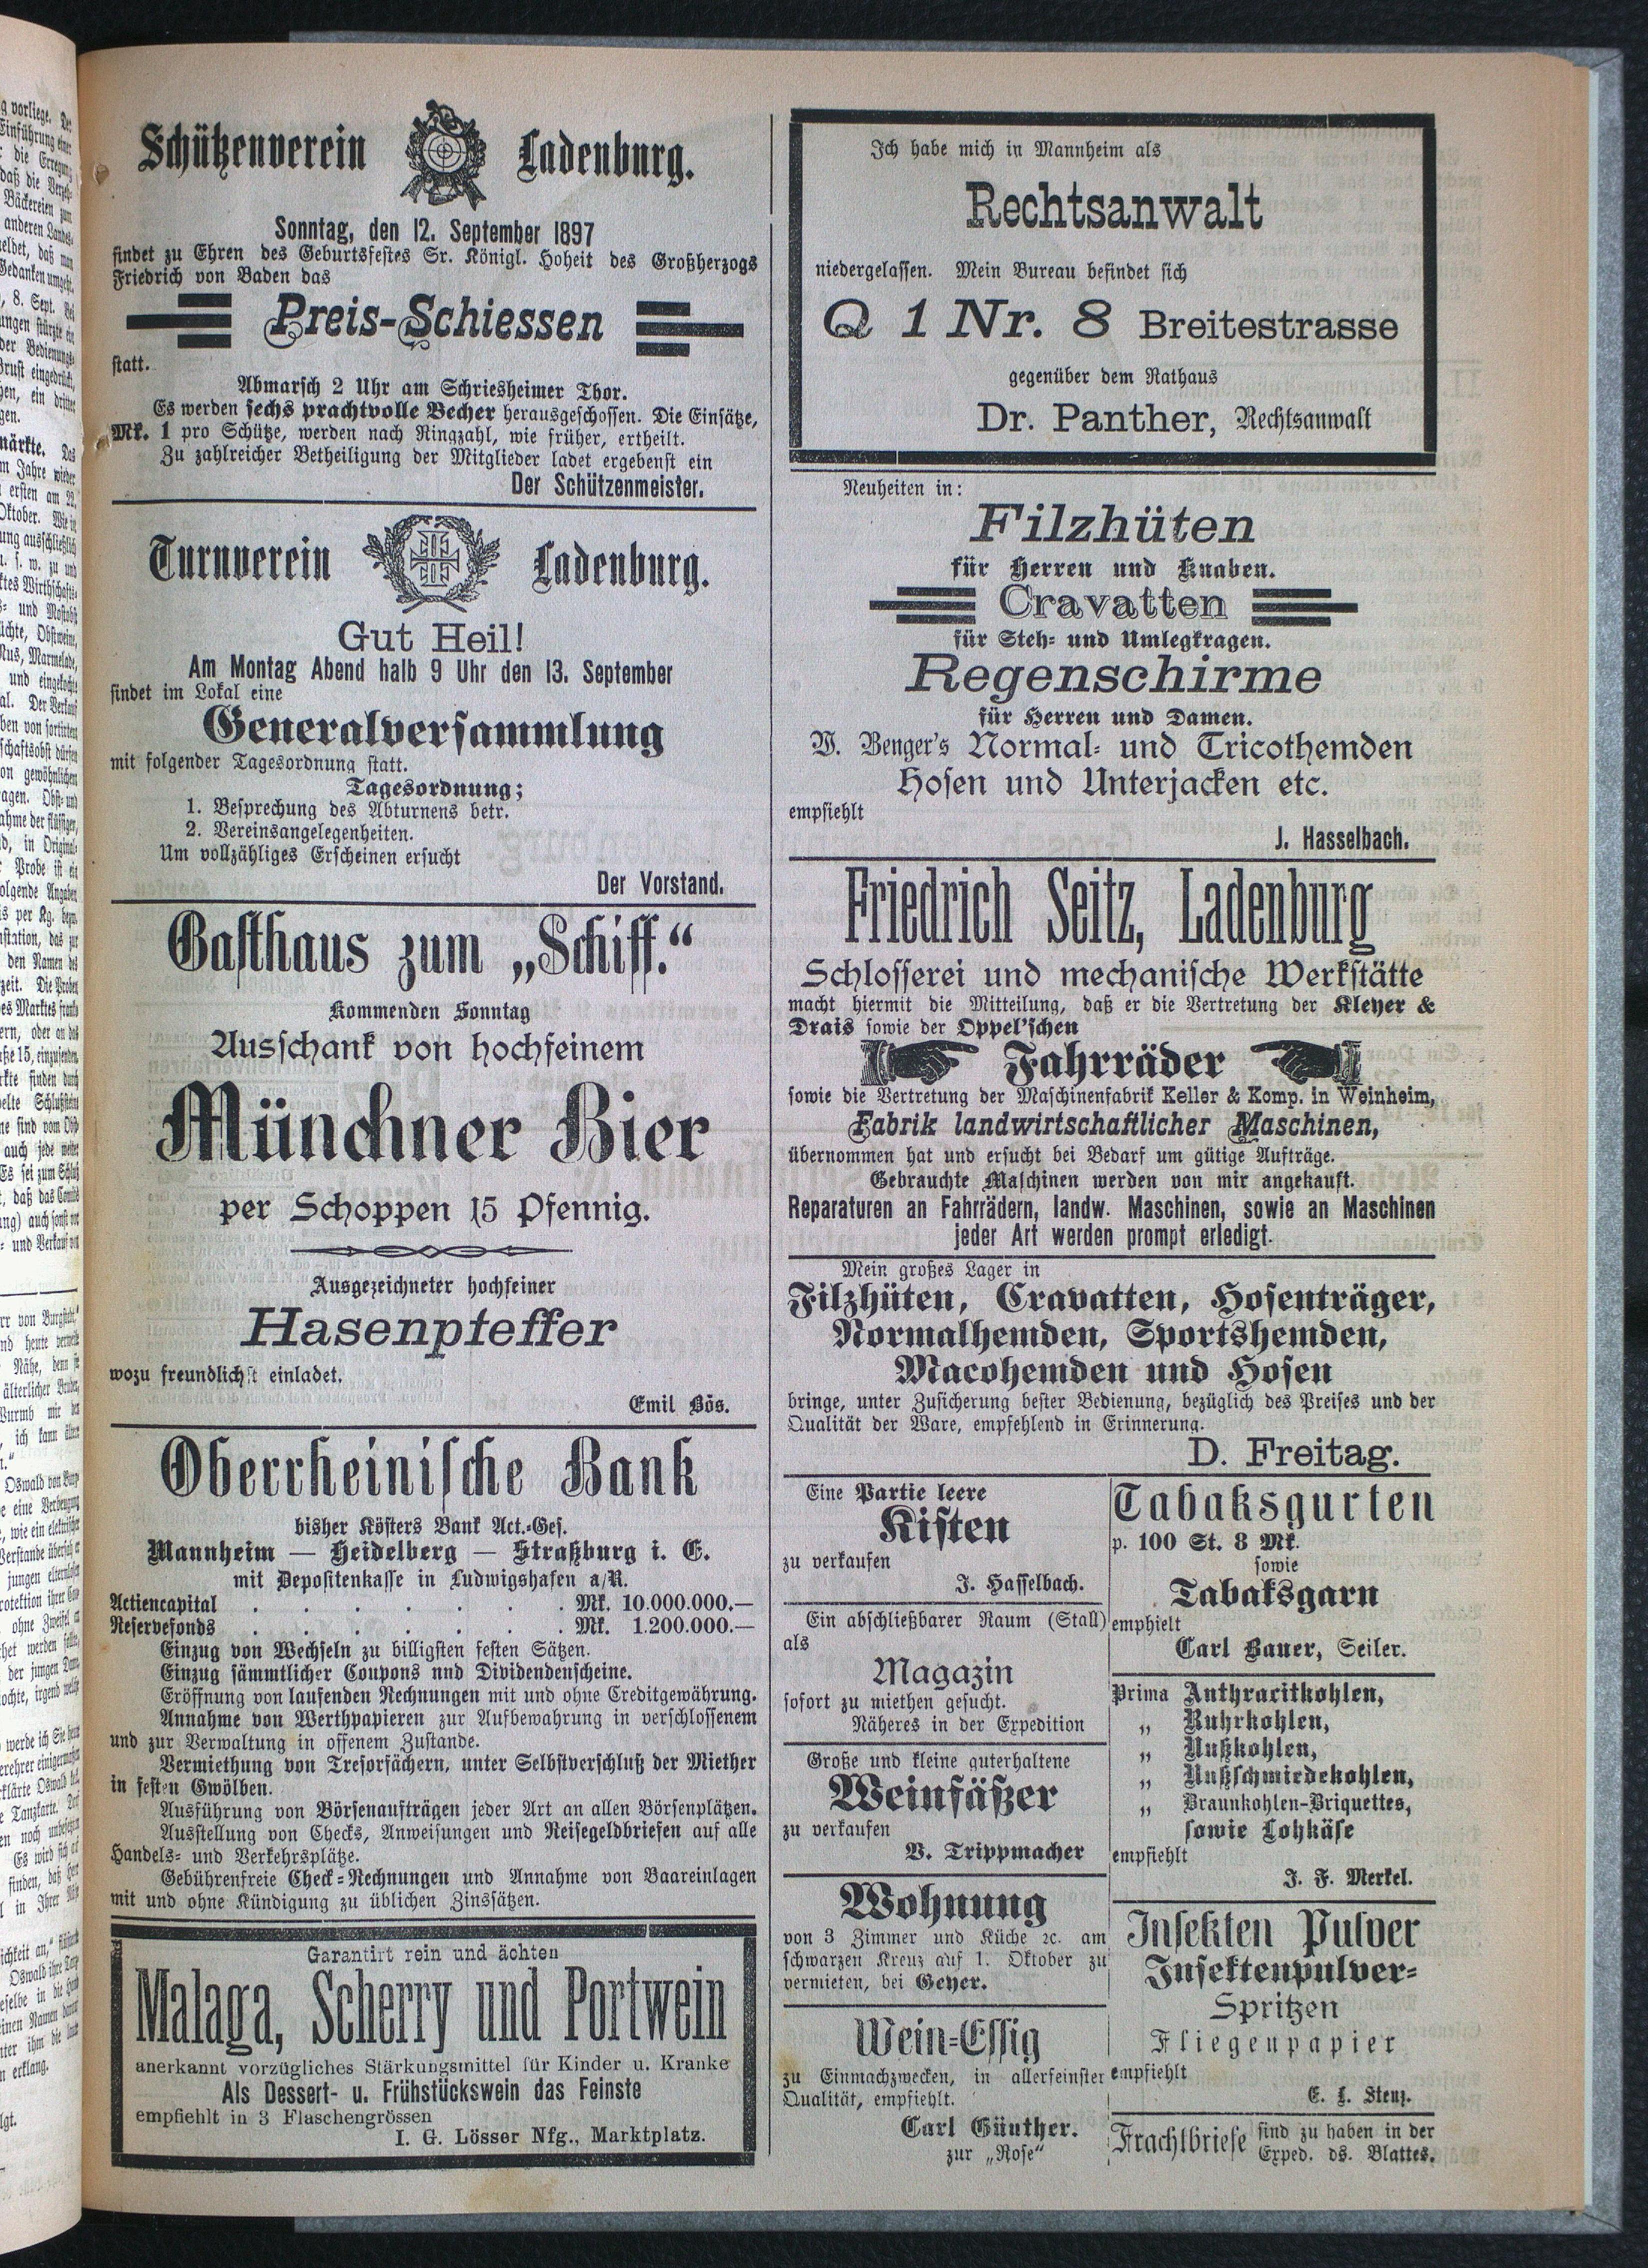 Schützenverein Ladenburg.
Sonntag, den 12. September 1897
findet zu Ehren des Geburtsfestes Sr. Königl. Hoheit des Großherzogs
Friedrich von Baden das
Preis-Schiessen
statt.
Abmarsch 2 Uhr am Schriesheimer Thor.
Es werden sechs prachtvolle Becher herausgeschossen. Die Einsätze,
Mk. 1 pro Schütze, werden nach Ringzahl, wie früher, ertheilt.
Zu zahlreicher Betheiligung der Mitglieder ladet ergebenst ein
Der Schützenmeister.
Turnverein Ladenburg.
Gut Heil!
Am Montag Abend halb 9 Uhr den 13. September
findet im Lokal eine
Generalversammlung
mit folgender Tagesordnung statt.
Tagesordnung;
1. Besprechung des Abturnens betr.
2. Vereinsangelegenheiten.
Um vollzähliges Erscheinen ersucht
Der Vorstand.
Gasthaus zum „Schiff.“
Kommenden Sonntag
Ausschank von hochfeinem
Münchner Bier
per Schoppen 15 Pfennig.
Ausgezeichneter hochfeiner
Hasenpfeffer
wozu freundlichst einladet.
Emil Bös.
Oberrheinische Bank
bisher Kösters Bank Act.-Ges.
Mannheim — Heidelberg — Straßburg i. E.
mit Depositenkasse in Ludwigshafen a/R.
Actiencapital . . . . . . . Mk. 10.000.000.—
Reservefonds . . . . . . . Mk. 1.200.000.—
Einzug von Wechseln zu billigsten festen Sätzen.
Einzug sämmtlicher Coupons nnd Dividendenscheine.
Eröffnung von laufenden Rechnungen mit und ohne Creditgewährung.
Annahme von Werthpapieren zur Aufbewahrung in verschlossenem
und zur Verwaltung in offenem Zustande.
Vermiethung von Tresorfächern, unter Selbstverschluß der Miether
in festen Gwölben.
Ausführung von Börsenaufträgen jeder Art an allen Börsenplätzen.
Ausstellung von Checks, Anweisungen und Reisegeldbriefen auf alle
Handels- und Verkehrsplätze.
Gebührenfreie Check-Rechnungen und Annahme von Baareinlagen
mit und ohne Kündigung zu üblichen Zinssätzen.
Garantirt rein und ächten
Malaga, Scherry und Portwein
anerkannt vorzügliches Stärkungsmittel für Kinder u. Kranke
Als Dessert- u. Frühstückswein das Feinste
empfiehlt in 3 Flaschengrössen
I. G. Lösser Nfg., Marktplatz.
Ich habe mich in Mannheim als
Rechtsanwalt
niedergelassen. Mein Bureau befindet sich
Q 1 Nr. 8 Breitestrasse
gegenüber dem Rathaus
Dr. Panther, Rechtsanwalt
Neuheiten in:
Filzhüten
für Herren und Knaben.
Cravatten
für Steh- und Umlegkragen.
Regenschirme
für Herren und Damen.
W. Benger's Normal- und Tricothemden
Hosen und Unterjacken etc.
empfiehlt
J. Hasselbach.
Friedrich Seitz, Ladenburg
Schlosserei und mechanische Werkstätte
macht hiermit die Mitteilung, daß er die Vertretung der Kleyer &
Drais sowie der Oppel'schen
Fahrräder
sowie die Vertretung der Maschinenfabrik Keller & Komp. in Weinheim,
Fabrik landwirtschaftlicher Maschinen,
übernommen hat und ersucht bei Bedarf um gütige Aufträge.
Gebrauchte Maschinen werden von mir angekauft.
Reparaturen an Fahrrädern, landw. Maschinen, sowie an Maschinen
jeder Art werden prompt erledigt.
Mein großes Lager in
Filzhüten, Cravatten, Hosenträger,
Normalhemden, Sportshemden,
Macohemden und Hosen
bringe, unter Zusicherung bester Bedienung, bezüglich des Preises und der
Qualität der Ware, empfehlend in Erinnerung.
D. Freitag.
Eine Partie leere
Kisten
zu verkaufen
J. Hasselbach.
Ein abschließbarer Raum (Stall)
als
Magazin
sofort zu miethen gesucht.
Näheres in der Expedition
Große und kleine guterhaltene
Weinfäßer
zu verkaufen
V. Trippmacher
Wohnung
von 3 Zimmer und Küche ꝛc. am
schwarzen Kreuz auf 1. Oktober zu
vermieten, bei Geyer.
Wein-Essig
zu Einmachzwecken, in allerfeinster
Qualität, empfiehlt.
Carl Günther.
zur „Rose“
Tabaksgurten
p. 100 St. 3 Mk.
sowie
Tabaksgarn
emphielt
Carl Bauer, Seiler.
Prima Anthracitkohlen,
„ Ruhrkohlen,
„ Nußkohlen,
„ Nußschmiedekohlen,
„ Braunkohlen-Briquettes,
sowie Lohkäse
empfiehlt
J. F. Merkel.
Insekten Pulver
Insektenpulver-
Spritzen
Fliegenpapier
empfiehlt
E. L. Stenz.
Frachtbriefe sind zu haben in der
Exped. ds. Blattes.